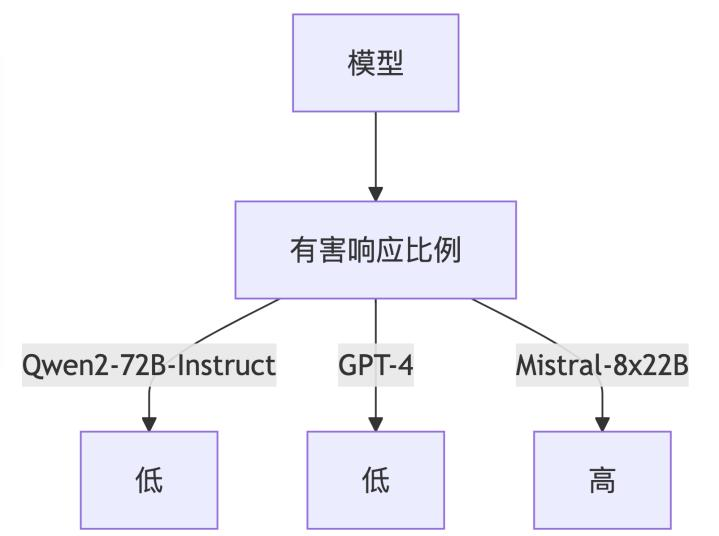 模型
有害响应比例
Qwen2-72B-Instruct
GPT-4
Mistral-8x22B
低
低
高